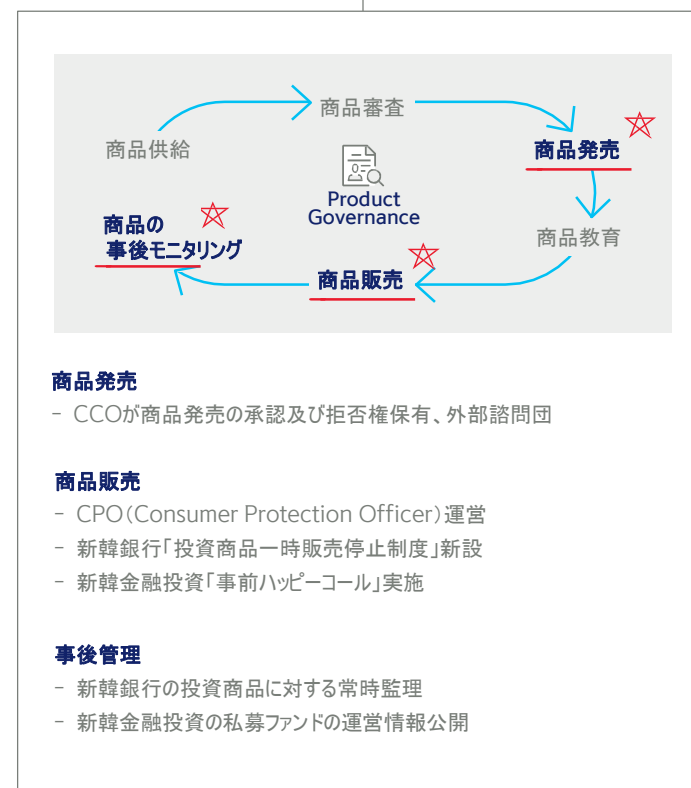 商品供給
商品審査
商品発売
商品教育
商品販売
商品の
事後モニタリング
Product
Governance
商品発売
- CCOが商品発売の承認及び拒否権保有、外部諮問団
商品販売
- CPO(Consumer Protection Officer)運営
- 新韓銀行「投資商品一時販売停止制度」新設
- 新韓金融投資「事前ハッピーコール」実施
事後管理
- 新韓銀行の投資商品に対する常時監理
- 新韓金融投資の私募ファンドの運営情報公開